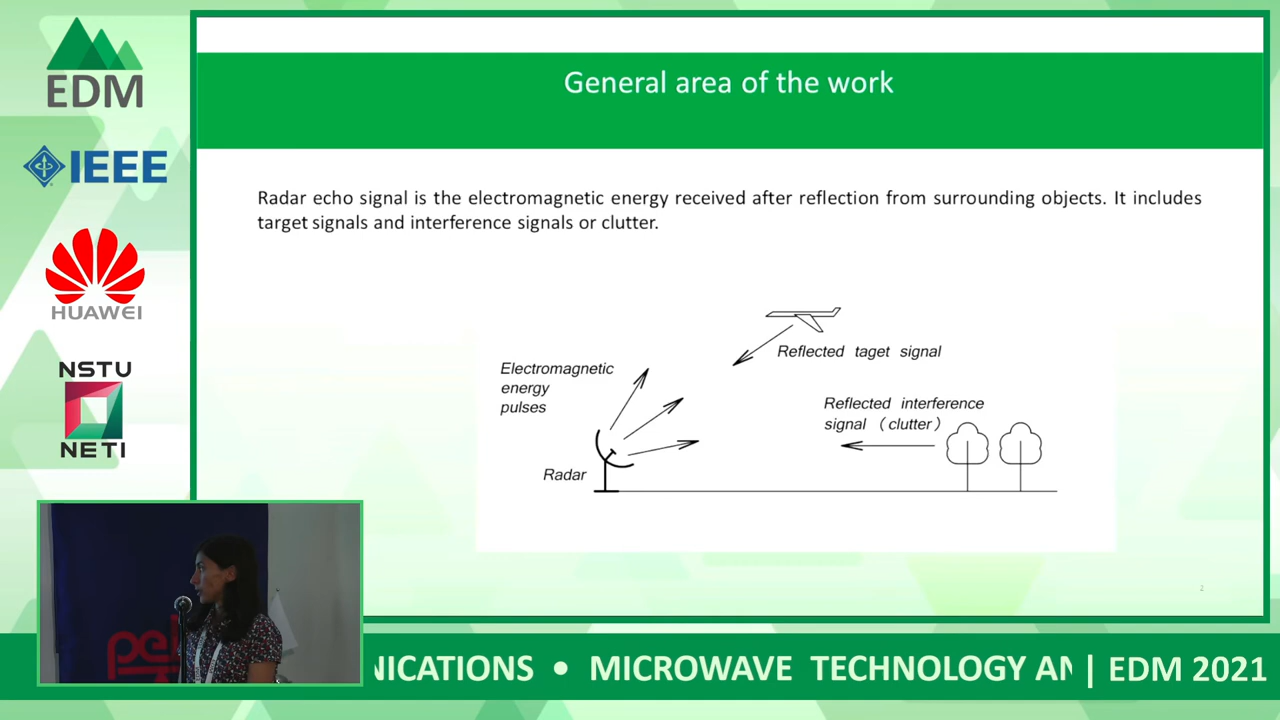 EDM
IEEE
HUAWEI
NSTU
NETI
General area of the work
Radar echo signal is the electromagnetic energy received after reflection from surrounding objects. It includes
target signals and interference signals or clutter.
Reflected taget signal
Electromagnetic
energy
pulses
Reflected interference
signal (clutter)
Radar
2
NICATIONS • MICROWAVE TECHNOLOGY AN | EDM 2021